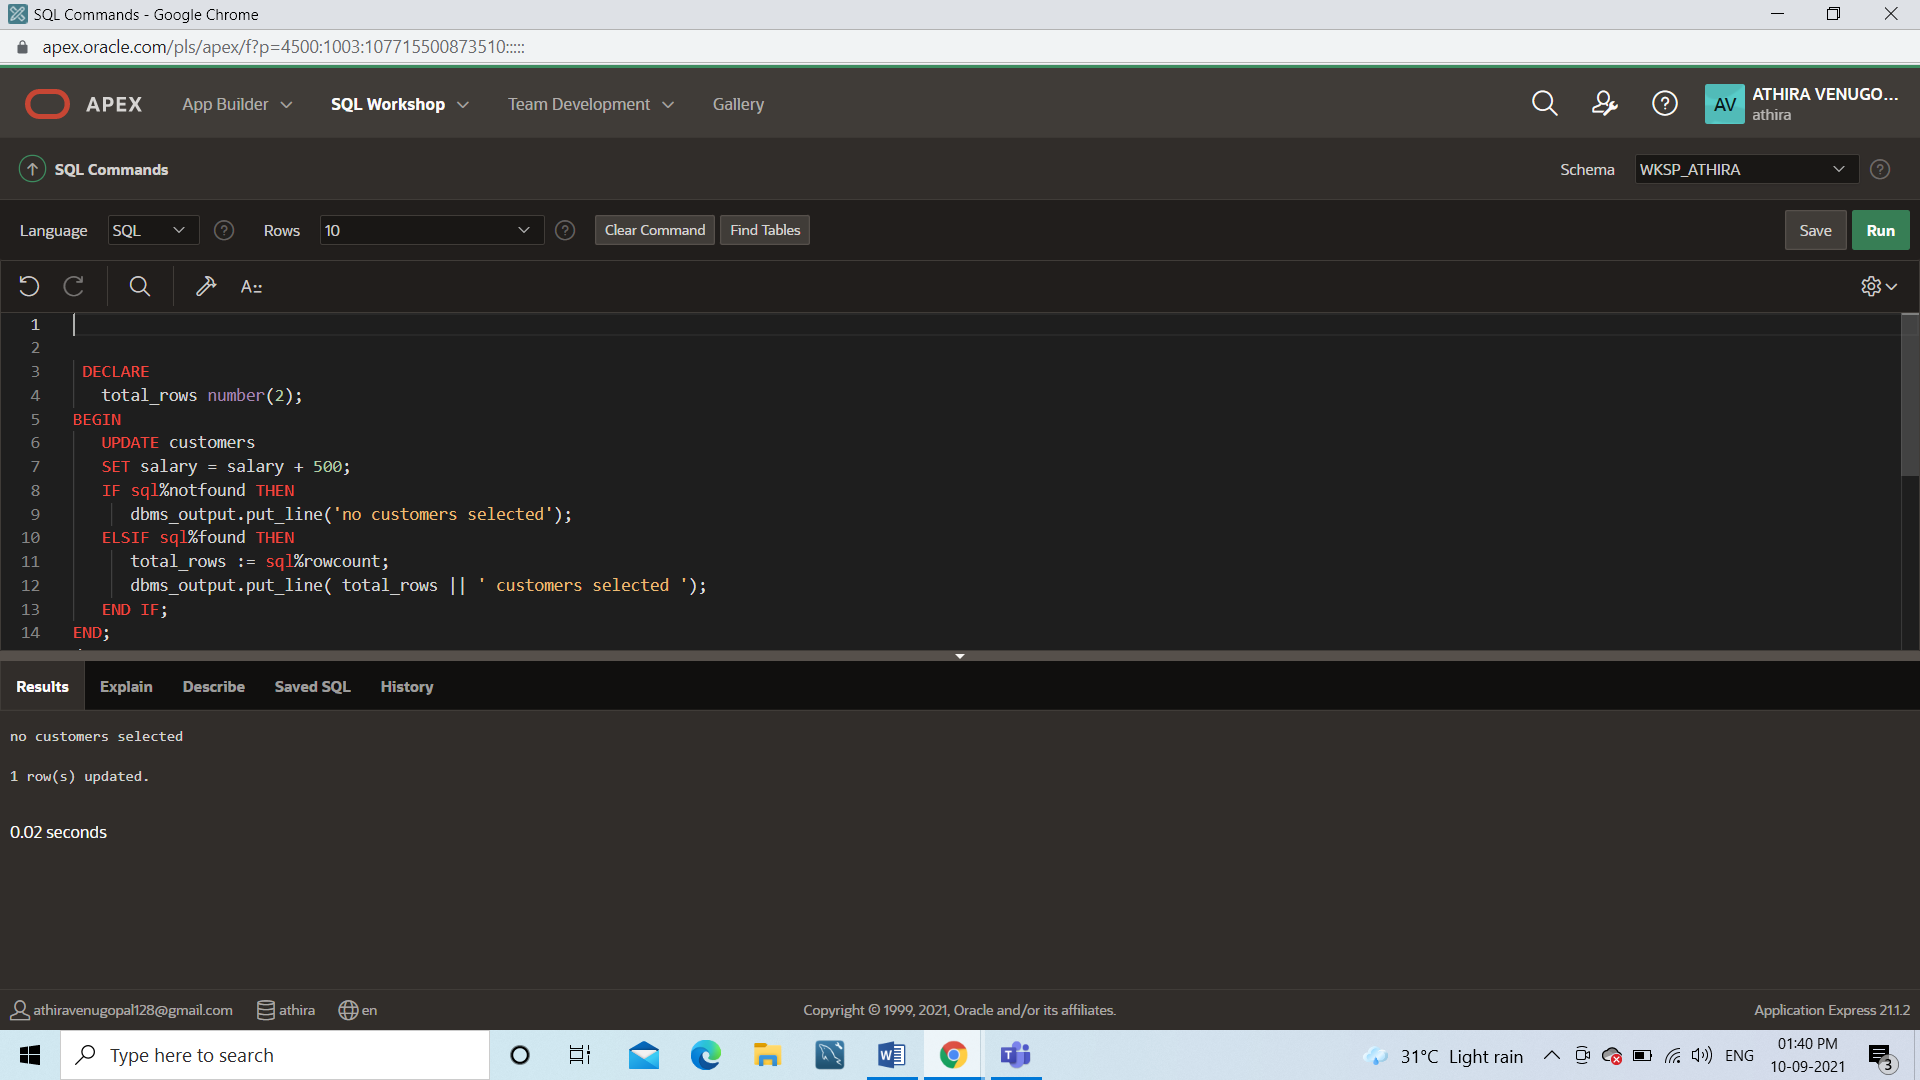 SQL Commands - Google Chrome
apex.oracle.com/pls/apex/f?p=4500:1003:107715500873510:::::
APEX App Builder SQL Workshop Team Development Gallery AV ATHIRA VENUGO...
athira
SQL Commands Schema WKSP_ATHIRA ?
Language SQL ? Rows 10 ? Clear Command Find Tables Save Run
A::
1
2
3 DECLARE
4 total_rows number(2);
5 BEGIN
6 UPDATE customers
7 SET salary = salary + 500;
8 IF sql%notfound THEN
9 dbms_output.put_line('no customers selected');
10 ELSIF sql%found THEN
11 total_rows := sql%rowcount;
12 dbms_output.put_line( total_rows || ' customers selected ');
13 END IF;
14 END;
Results Explain Describe Saved SQL History
no customers selected
1 row(s) updated.
0.02 seconds
athiravenugopal128@gmail.com athira en Copyright © 1999, 2021, Oracle and/or its affiliates. Application Express 21.1.2
Type here to search 31°C Light rain ENG 01:40 PM
10-09-2021 3